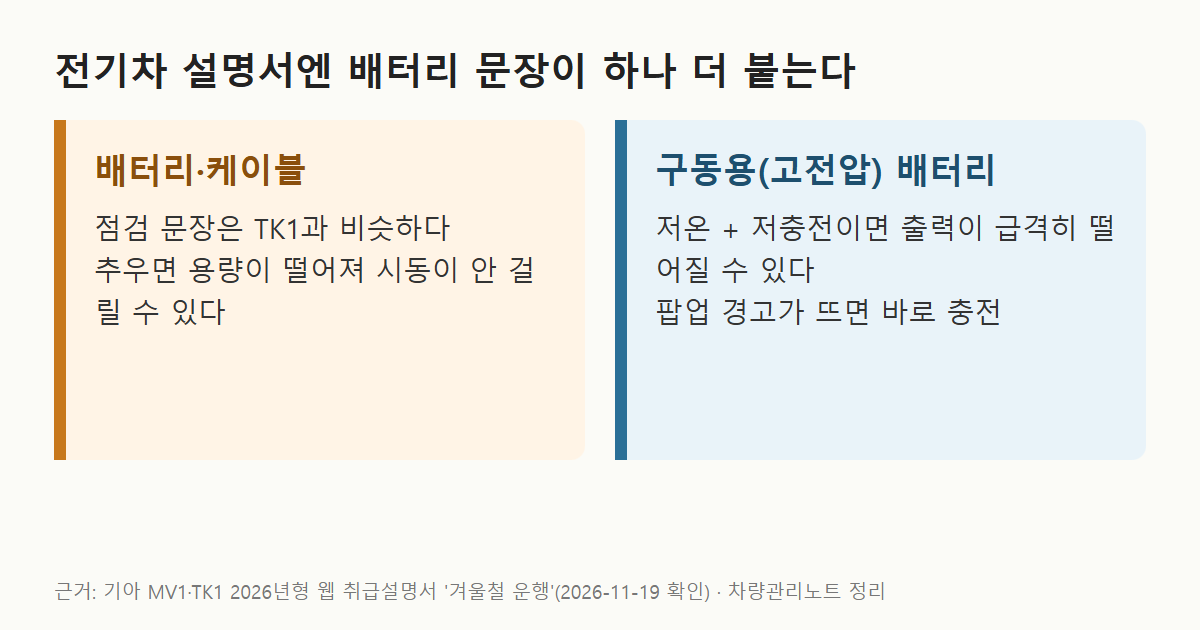 전기차 설명서엔 배터리 문장이 하나 더 붙는다
배터리·케이블
점검 문장은 TK1과 비슷하다
추우면 용량이 떨어져 시동이 안 걸
릴 수 있다
구동용(고전압) 배터리
저온 + 저충전이면 출력이 급격히 떨
어질 수 있다
팝업 경고가 뜨면 바로 충전
근거: 기아 MV1·TK1 2026년형 웹 취급설명서 '겨울철 운행'(2026-11-19 확인) · 차량관리노트 정리